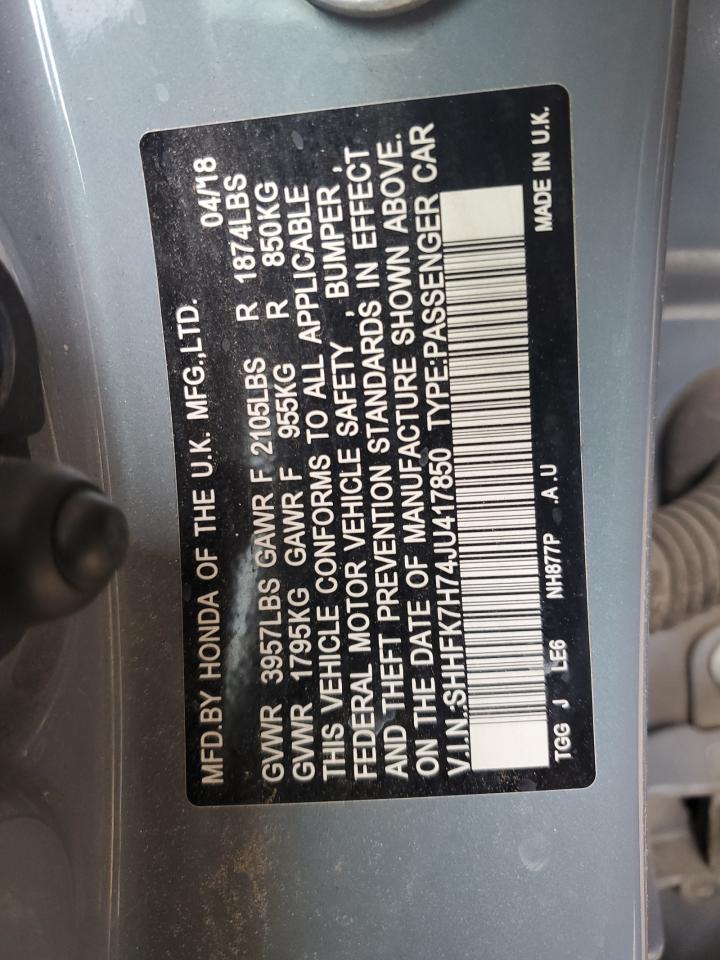 MFD.BY HONDA OF THE U.K. MFG.,LTD. 04/18
GVWR 3957LBS GAWR F 2105LBS R 1874LBS
GVWR 1795KG GAWR F 955KG R 850KG
THIS VEHICLE CONFORMS TO ALL APPLICABLE
FEDERAL MOTOR VEHICLE SAFETY , BUMPER ,
AND THEFT PREVENTION STANDARDS IN EFFECT
ON THE DATE OF MANUFACTURE SHOWN ABOVE.
V.I.N.:SHHFK7H74JU417850 TYPE:PASSENGER CAR
TGG J LE6 NH877P A.U MADE IN U.K.